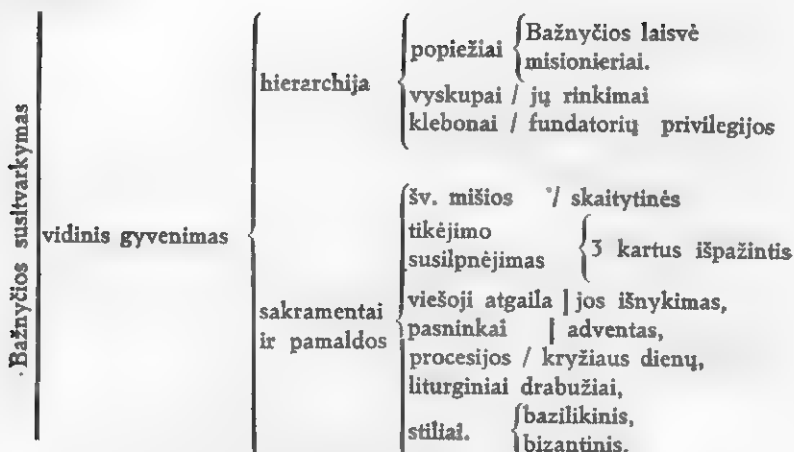 Bažnyčios susitvarkymas
vidinis gyvenimas
hierarchija
popiežiai
Bažnyčios laisvė
misionieriai.
vyskupai / jų rinkimai
klebonai / fundatorių privilegijos
sakramentai
ir pamaldos
šv. mišios / skaitytinės
tikėjimo
susilpnėjimas
3 kartus išpažintis
viešoji atgaila | jos išnykimas,
pasninkai | adventas,
procesijos / kryžiaus dienų,
liturginiai drabužiai,
stiliai.
bazilikinis,
bizantinis.